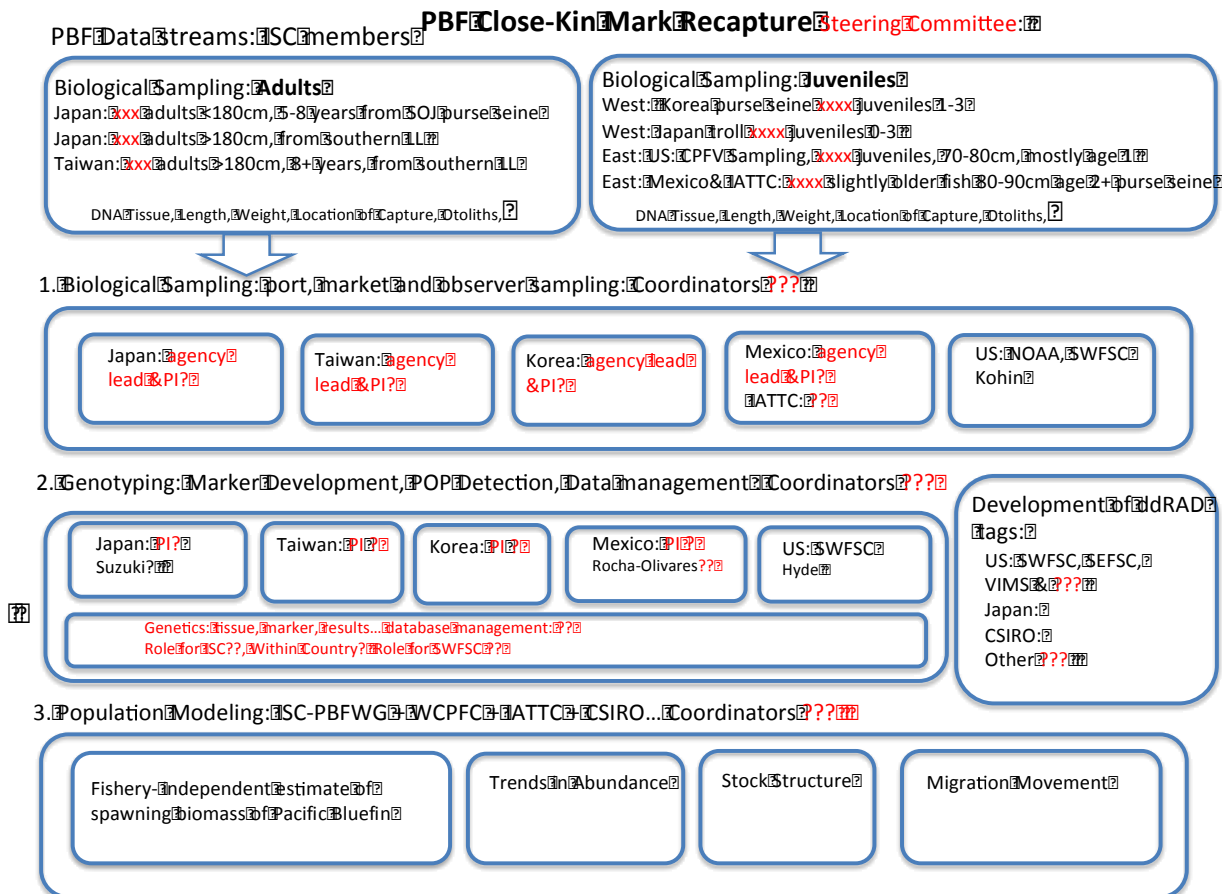 PBF Close-Kin Mark Recapture Steering Committee:
PBF Data streams: ISC members
Biological Sampling: Adults
Japan: xxx adults <180cm, 5-8 years from SOJ purse seine
Japan: xxx adults >180cm, from southern LL
Taiwan: xxx adults >180cm, 8+ years, from southern LL
DNA Tissue, Length, Weight, Location of Capture, Otoliths,
Biological Sampling: Juveniles
West: Korea purse seine xxxx juveniles 1-3
West: Japan troll xxxx juveniles 0-3
East: US: CPFV Sampling, xxxx juveniles, 70-80cm, mostly age 1
East: Mexico & IATTC: xxxx slightly older fish 80-90cm age 2+ purse seine
DNA Tissue, Length, Weight, Location of Capture, Otoliths,
1. Biological Sampling: port, market and observer sampling: Coordinators ???
Japan: agency
lead & PI?
Taiwan: agency
lead & PI?
Korea: agency lead
& PI?
Mexico: agency
lead & PI?
IATTC: ??
US: NOAA, SWFSC
Kohin
2. Genotyping: Marker Development, POP Detection, Data management Coordinators ???
Japan: PI?
Suzuki?
Taiwan: PI ??
Korea: PI ??
Mexico: PI ??
Rocha-Olivares??
US: SWFSC
Hyde
Genetics: tissue, marker, results… database management: ??
Role for ISC??, Within Country? Role for SWFSC??
Development of ddRAD
tags:
US: SWFSC, SEFSC,
VIMS & ???
Japan:
CSIRO:
Other ???
3. Population Modeling: ISC-PBFWG + WCPFC + IATTC + CSIRO… Coordinators ???
Fishery- Independent estimate of
spawning biomass of Pacific Bluefin
Trends in Abundance
Stock Structure
Migration Movement